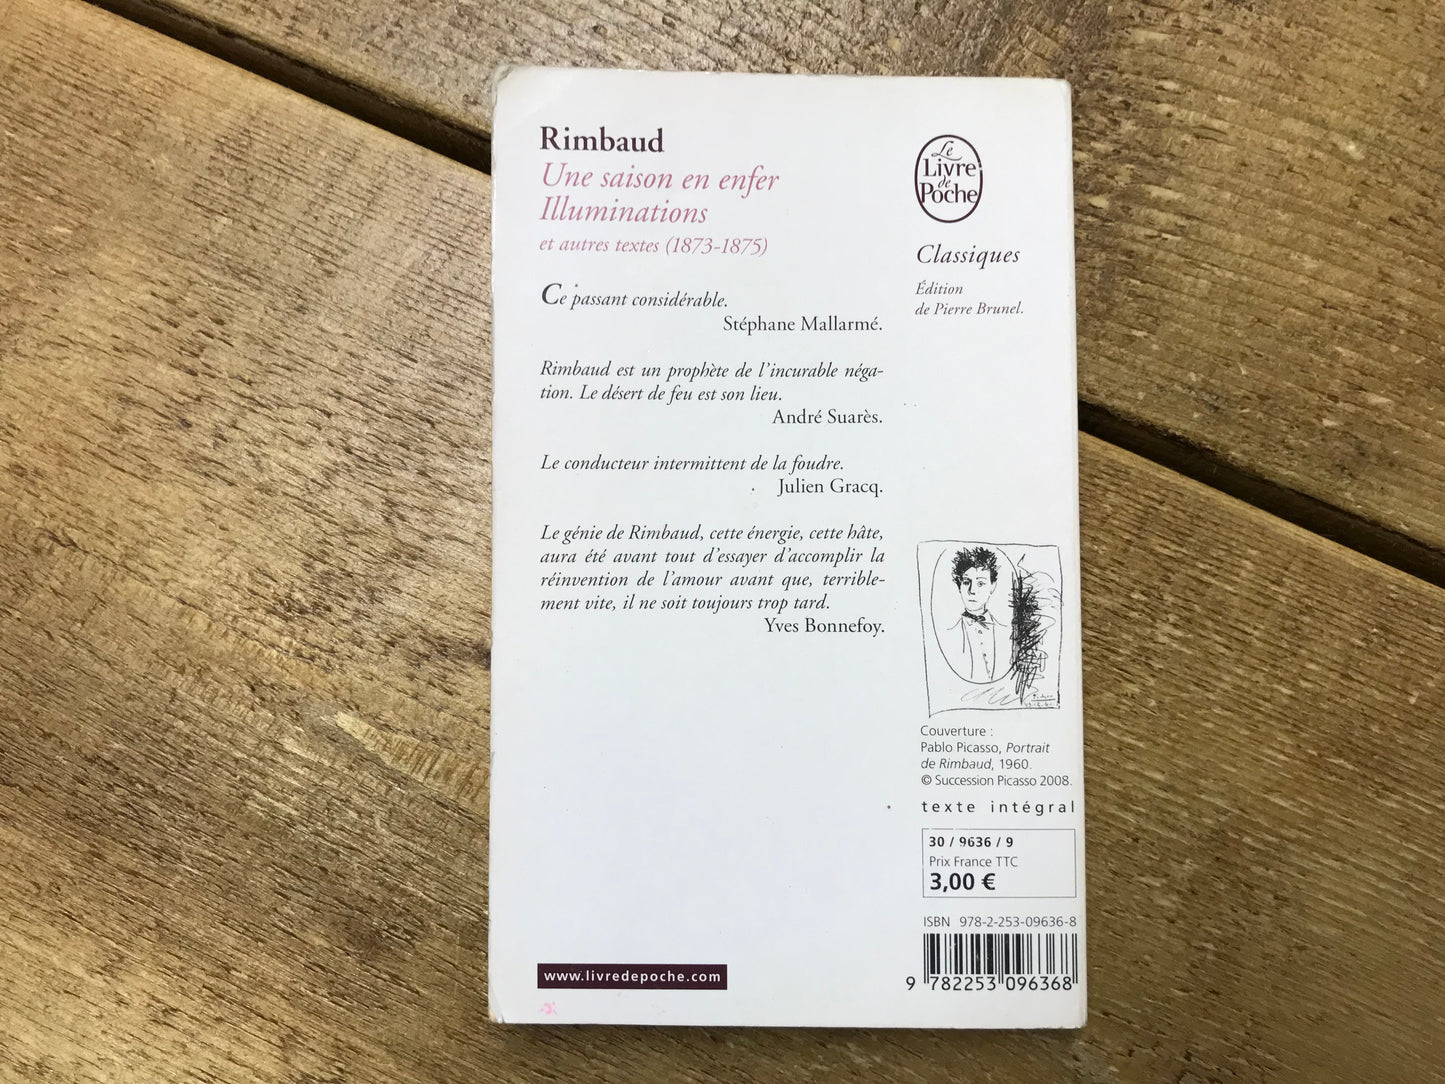 Rimbaud
Une saison en enfer
Illuminations
et autres textes (1873-1875)
Ce passant considérable.
Stéphane Mallarmé.
Rimbaud est un prophète de l'incurable néga-
tion. Le désert de feu est son lieu.
André Suarès.
Le conducteur intermittent de la foudre.
Julien Gracq.
Le génie de Rimbaud, cette énergie, cette hâte,
aura été avant tout d'essayer d'accomplir la
réinvention de l'amour avant que, terrible-
ment vite, il ne soit toujours trop tard.
Yves Bonnefoy.
www.livredepoche.com
Le
Livre
de
Poche
Classiques
Édition
de Pierre Brunel.
Couverture :
Pablo Picasso, Portrait
de Rimbaud, 1960.
© Succession Picasso 2008.
texte intégral
30 / 9636 / 9
Prix France TTC
3,00 €
ISBN 978-2-253-09636-8
9 782253 096368